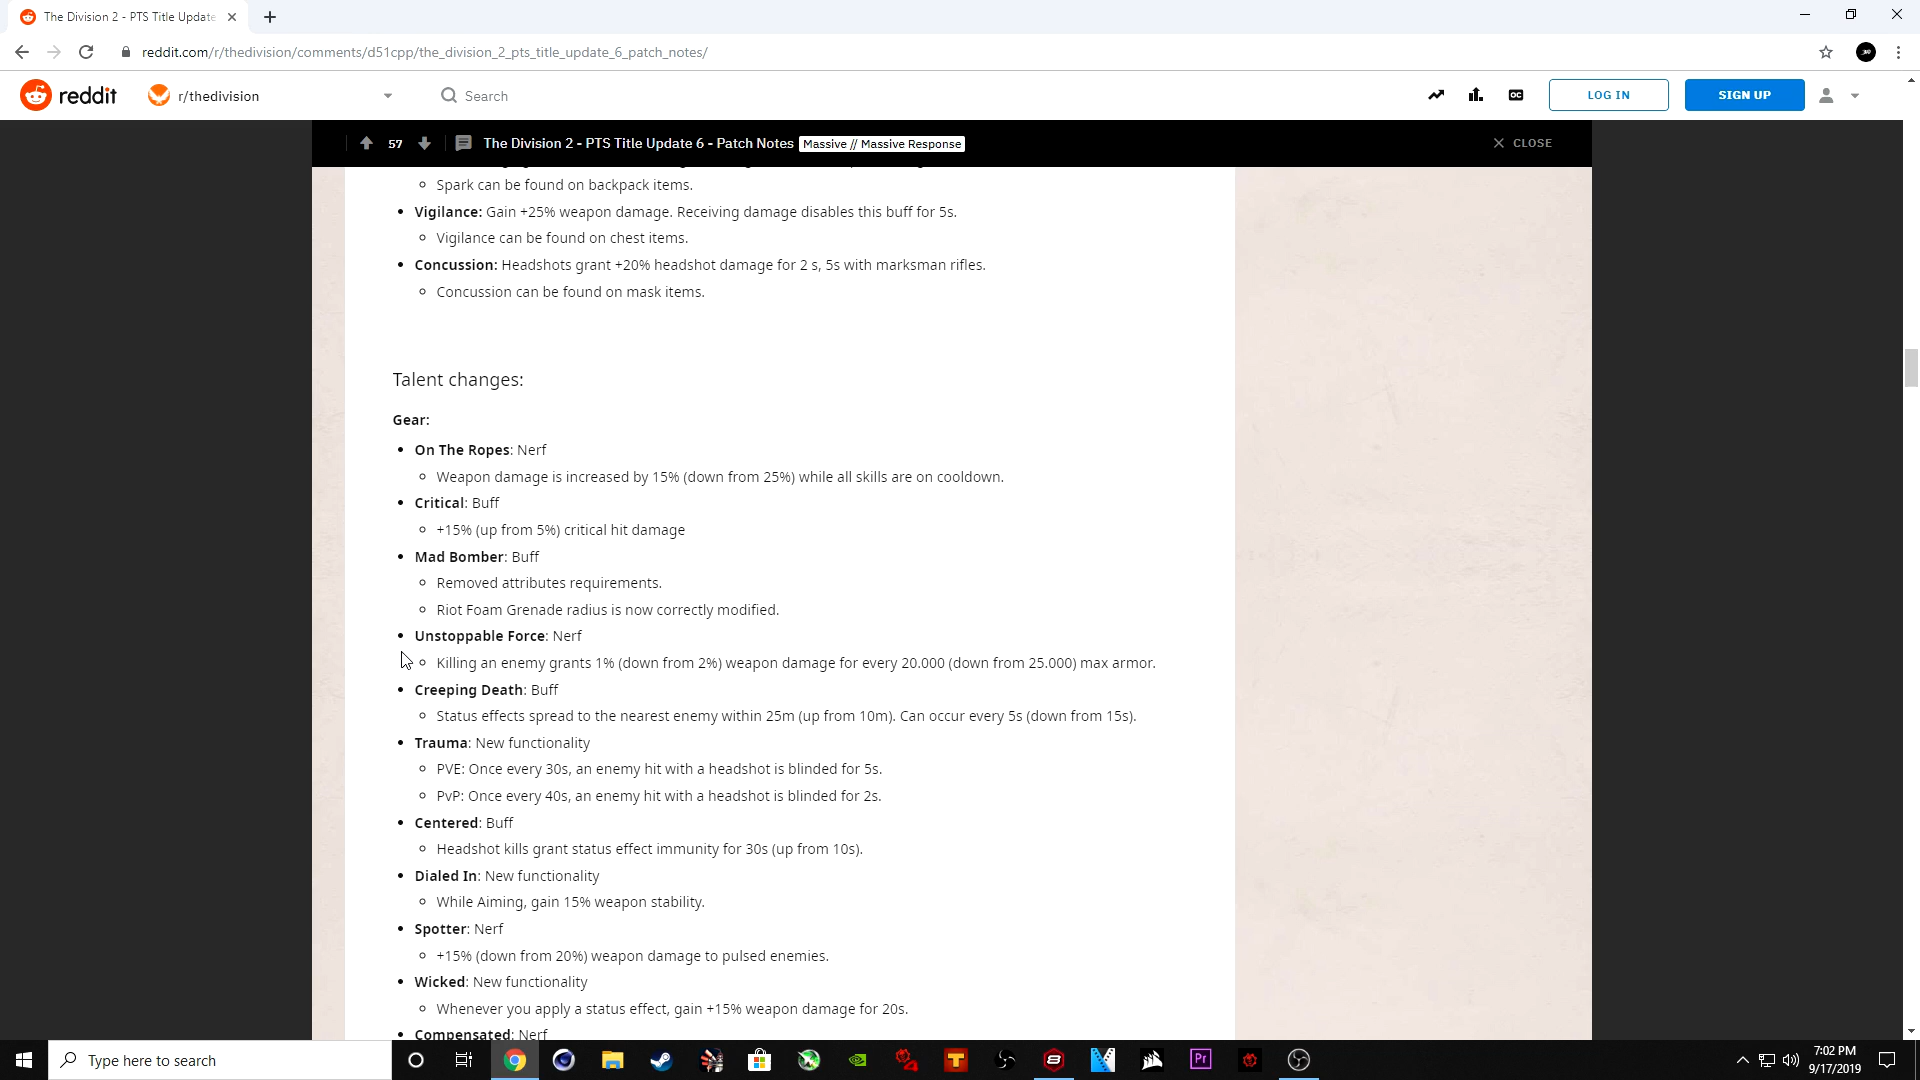 The Division 2 - PTS Title Update
reddit.com/r/thedivision/comments/d51cpp/the_division_2_pts_title_update_6_patch_notes/
reddit
r/thedivision
Search
LOG IN
SIGN UP
57
The Division 2 - PTS Title Update 6 - Patch Notes Massive // Massive Response
CLOSE
Spark can be found on backpack items.
Vigilance: Gain +25% weapon damage. Receiving damage disables this buff for 5s.
Vigilance can be found on chest items.
Concussion: Headshots grant +20% headshot damage for 2 s, 5s with marksman rifles.
Concussion can be found on mask items.
Talent changes:
Gear:
On The Ropes: Nerf
Weapon damage is increased by 15% (down from 25%) while all skills are on cooldown.
Critical: Buff
+15% (up from 5%) critical hit damage
Mad Bomber: Buff
Removed attributes requirements.
Riot Foam Grenade radius is now correctly modified.
Unstoppable Force: Nerf
Killing an enemy grants 1% (down from 2%) weapon damage for every 20.000 (down from 25.000) max armor.
Creeping Death: Buff
Status effects spread to the nearest enemy within 25m (up from 10m). Can occur every 5s (down from 15s).
Trauma: New functionality
PVE: Once every 30s, an enemy hit with a headshot is blinded for 5s.
PvP: Once every 40s, an enemy hit with a headshot is blinded for 2s.
Centered: Buff
Headshot kills grant status effect immunity for 30s (up from 10s).
Dialed In: New functionality
While Aiming, gain 15% weapon stability.
Spotter: Nerf
+15% (down from 20%) weapon damage to pulsed enemies.
Wicked: New functionality
Whenever you apply a status effect, gain +15% weapon damage for 20s.
Compensated: Nerf
Type here to search
7:02 PM
9/17/2019